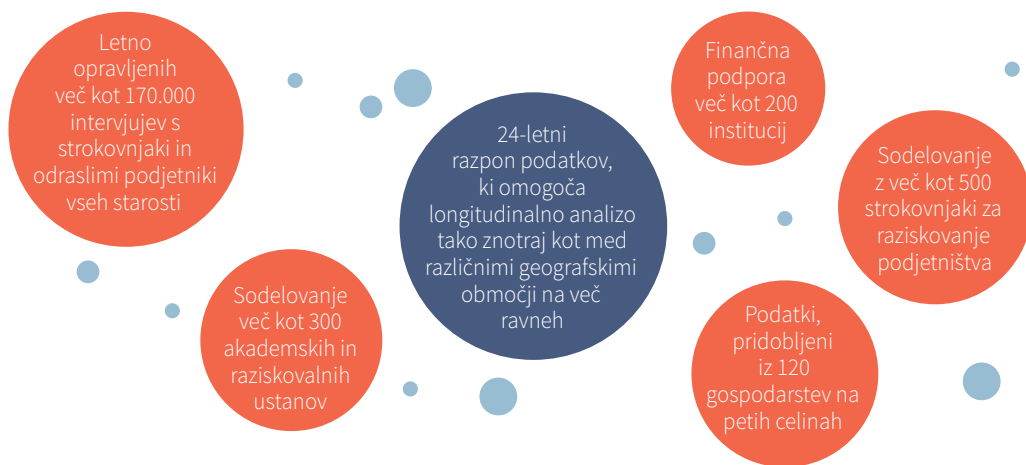 Letno
opravljenih
več kot 170.000
intervjujev s
strokovnjaki in
odraslimi podjetniki
vseh starosti
Sodelovanje
več kot 300
akademskih in
raziskovalnih
ustanov
24-letni
razpon podatkov,
ki omogoča
longitudinalno analizo
tako znotraj kot med
različnimi geografskimi
območji na več
ravneh
Finančna
podpora
več kot 200
institucij
Sodelovanje
z več kot 500
strokovnjaki za
raziskovanje
podjetništva
Podatki,
pridobljeni
iz 120
gospodarstev na
petih celinah